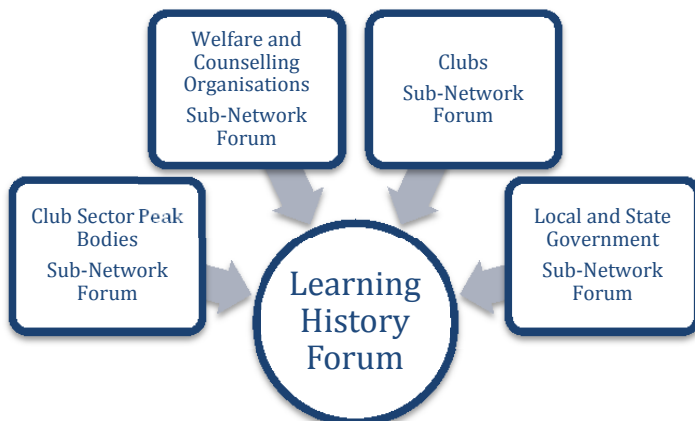 Welfare and
Counselling
Organisations
Sub-Network
Forum
Clubs
Sub-Network
Forum
Club Sector Peak
Bodies
Sub-Network
Forum
Local and State
Government
Sub-Network
Forum
Learning
History
Forum